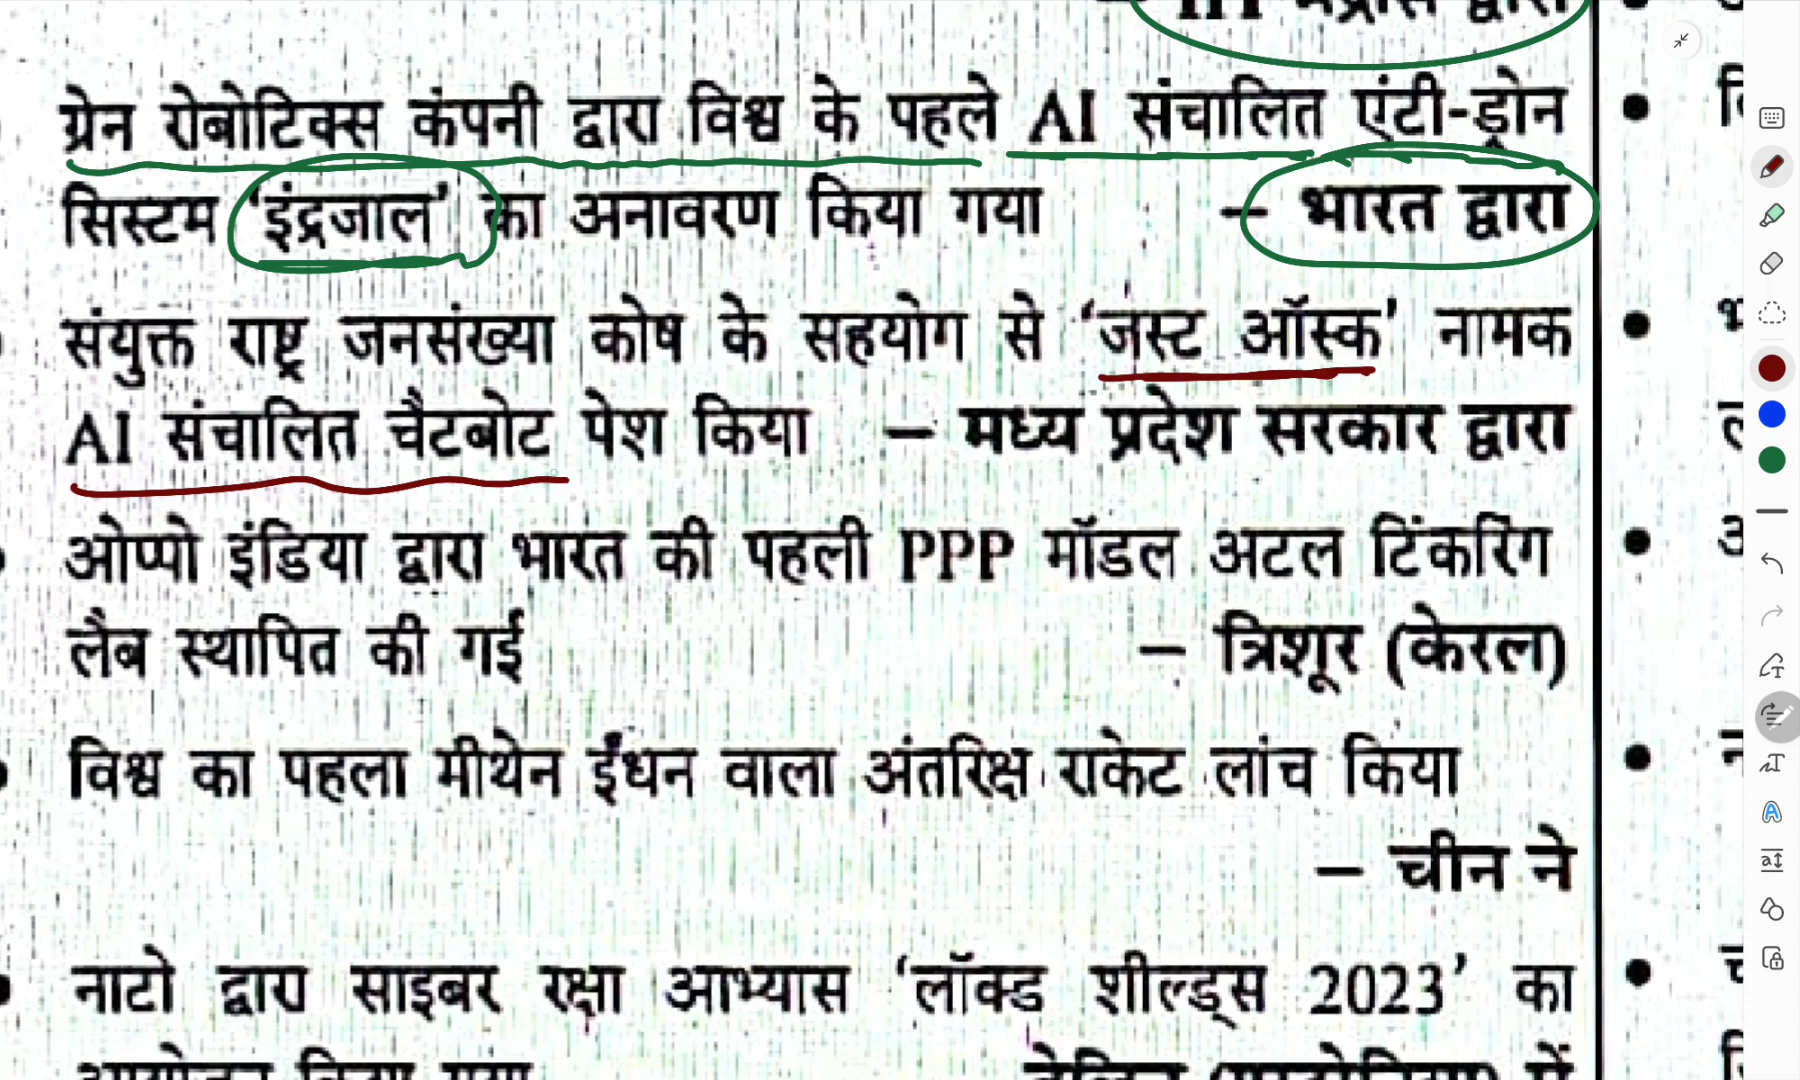 ग्रेन रोबोटिक्स कंपनी द्वारा विश्व के पहले AI संचालित एंटी-ड्रोन
सिस्टम 'इंद्रजाल' का अनावरण किया गया – भारत द्वारा
संयुक्त राष्ट्र जनसंख्या कोष के सहयोग से 'जस्ट ऑस्क' नामक
AI संचालित चैटबोट पेश किया – मध्य प्रदेश सरकार द्वारा
ओप्पो इंडिया द्वारा भारत की पहली PPP मॉडल अटल टिंकरिंग
लैब स्थापित की गई – त्रिशूर (केरल)
विश्व का पहला मीथेन ईंधन वाला अंतरिक्ष राकेट लांच किया
– चीन ने
नाटो द्वारा साइबर रक्षा आभ्यास 'लॉक्ड शील्ड्स 2023' का